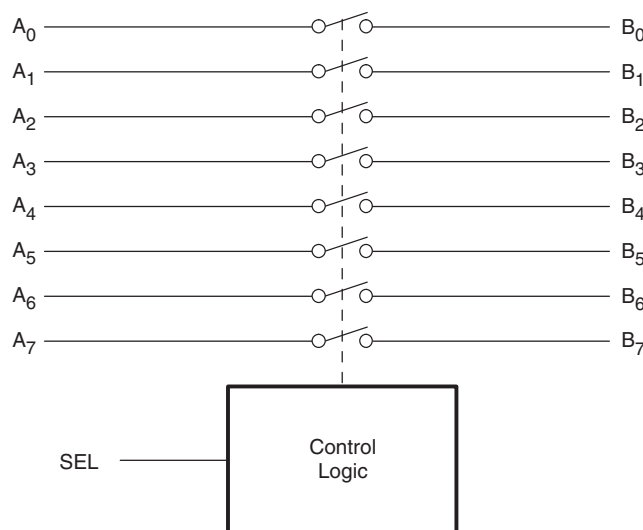 A0 B0
A1 B1
A2 B2
A3 B3
A4 B4
A5 B5
A6 B6
A7 B7
Control
Logic
SEL